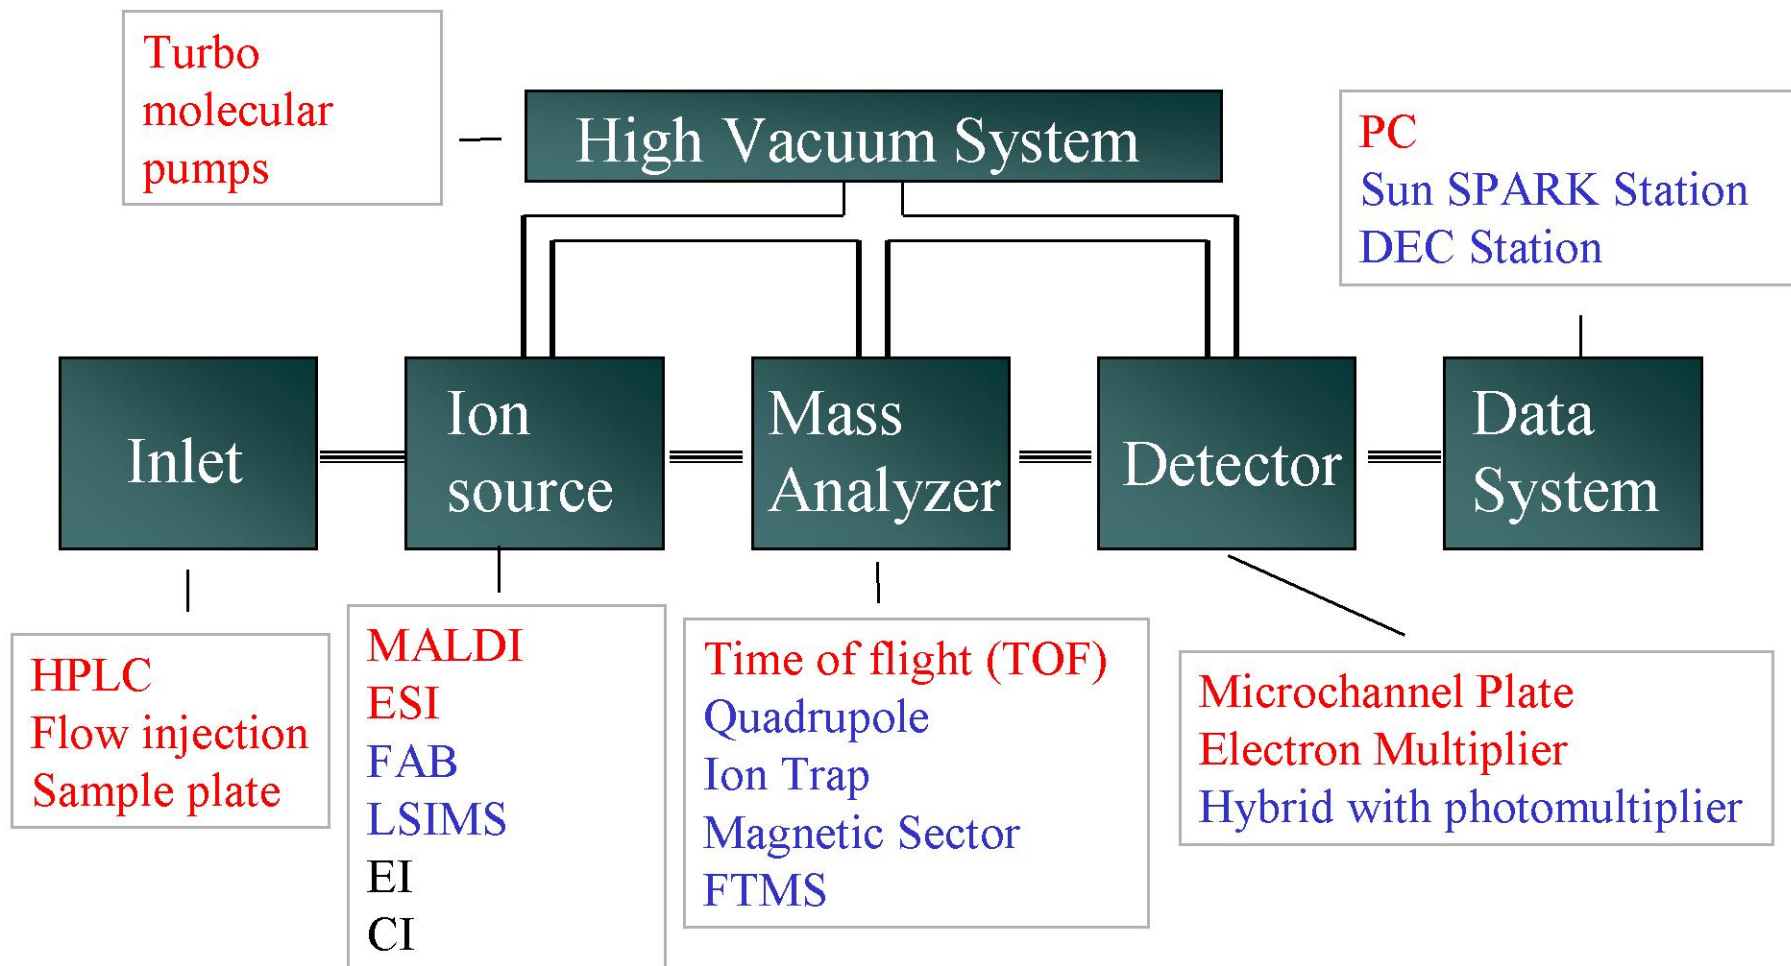 Turbo
molecular
pumps
High Vacuum System
PC
Sun SPARK Station
DEC Station
Inlet
Ion
source
Mass
Analyzer
Detector
Data
System
HPLC
Flow injection
Sample plate
MALDI
ESI
FAB
LSIMS
EI
CI
Time of flight (TOF)
Quadrupole
Ion Trap
Magnetic Sector
FTMS
Microchannel Plate
Electron Multiplier
Hybrid with photomultiplier